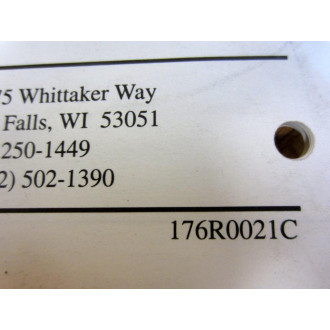 75 Whittaker Way
Falls, WI 53051
250-1449
2) 502-1390
176R0021C